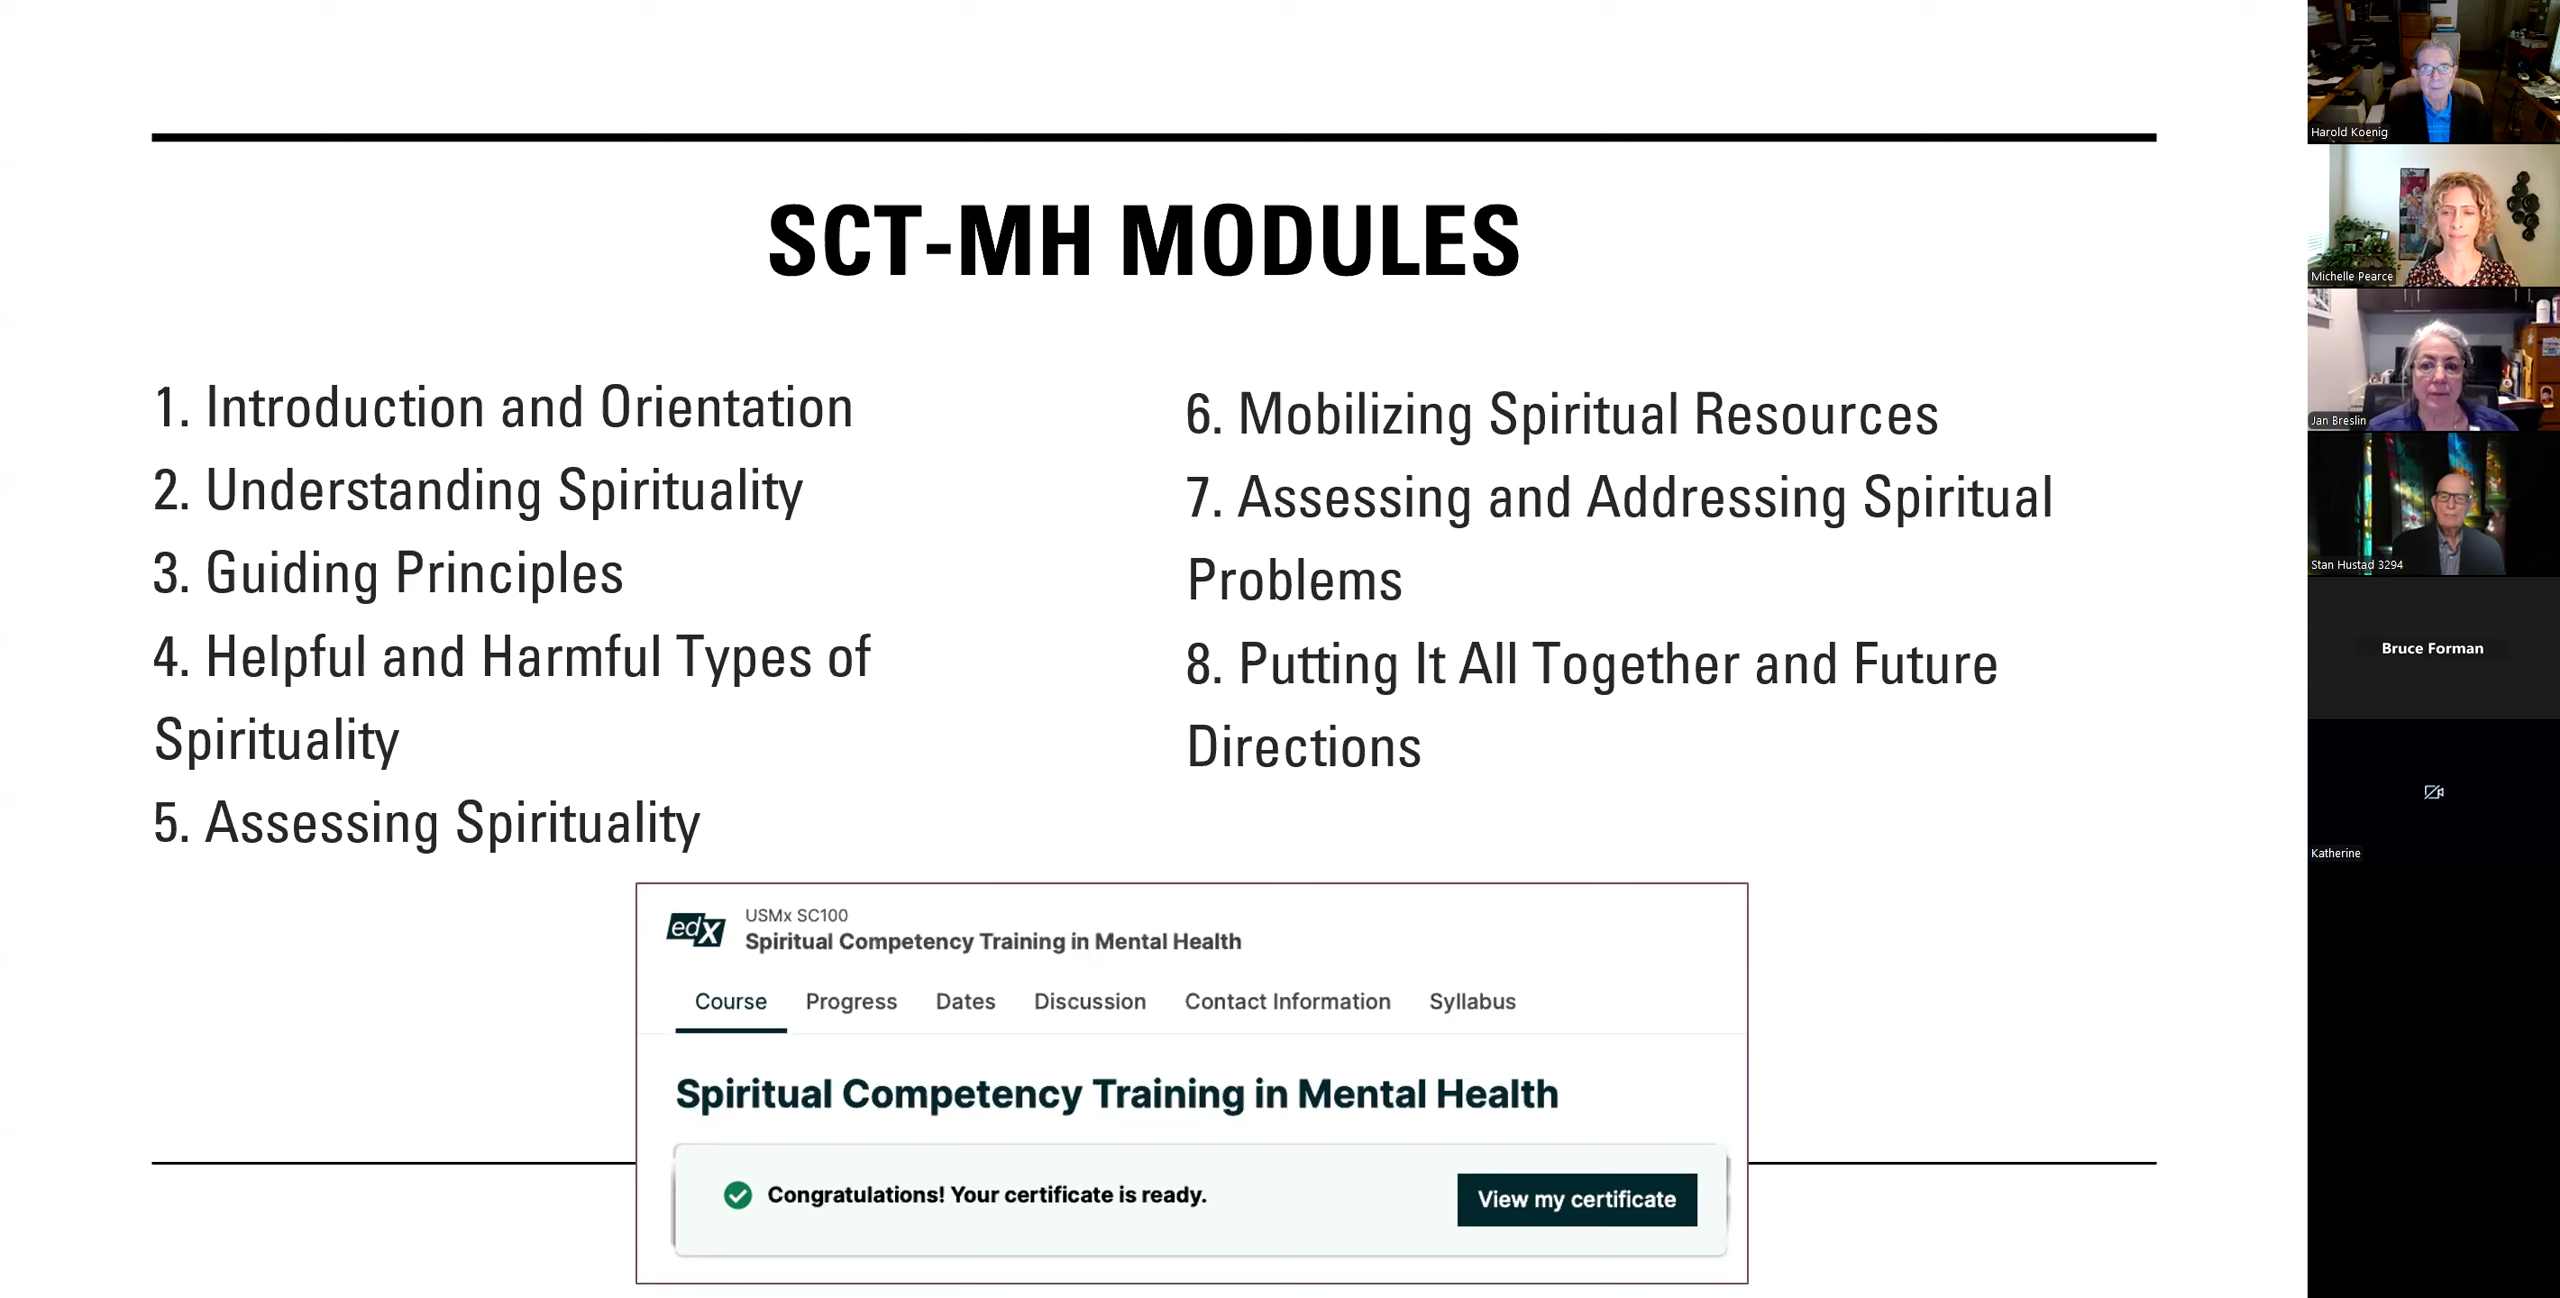 SCT-MH MODULES
1. Introduction and Orientation
2. Understanding Spirituality
3. Guiding Principles
4. Helpful and Harmful Types of
Spirituality
5. Assessing Spirituality
6. Mobilizing Spiritual Resources
7. Assessing and Addressing Spiritual
Problems
8. Putting It All Together and Future
Directions
edX
USMx SC100
Spiritual Competency Training in Mental Health
Course Progress Dates Discussion Contact Information Syllabus
Spiritual Competency Training in Mental Health
Congratulations! Your certificate is ready.
View my certificate
Harold Koenig
Michelle Pearce
Jan Breslin
Stan Hustad 3294
Bruce Forman
Katherine